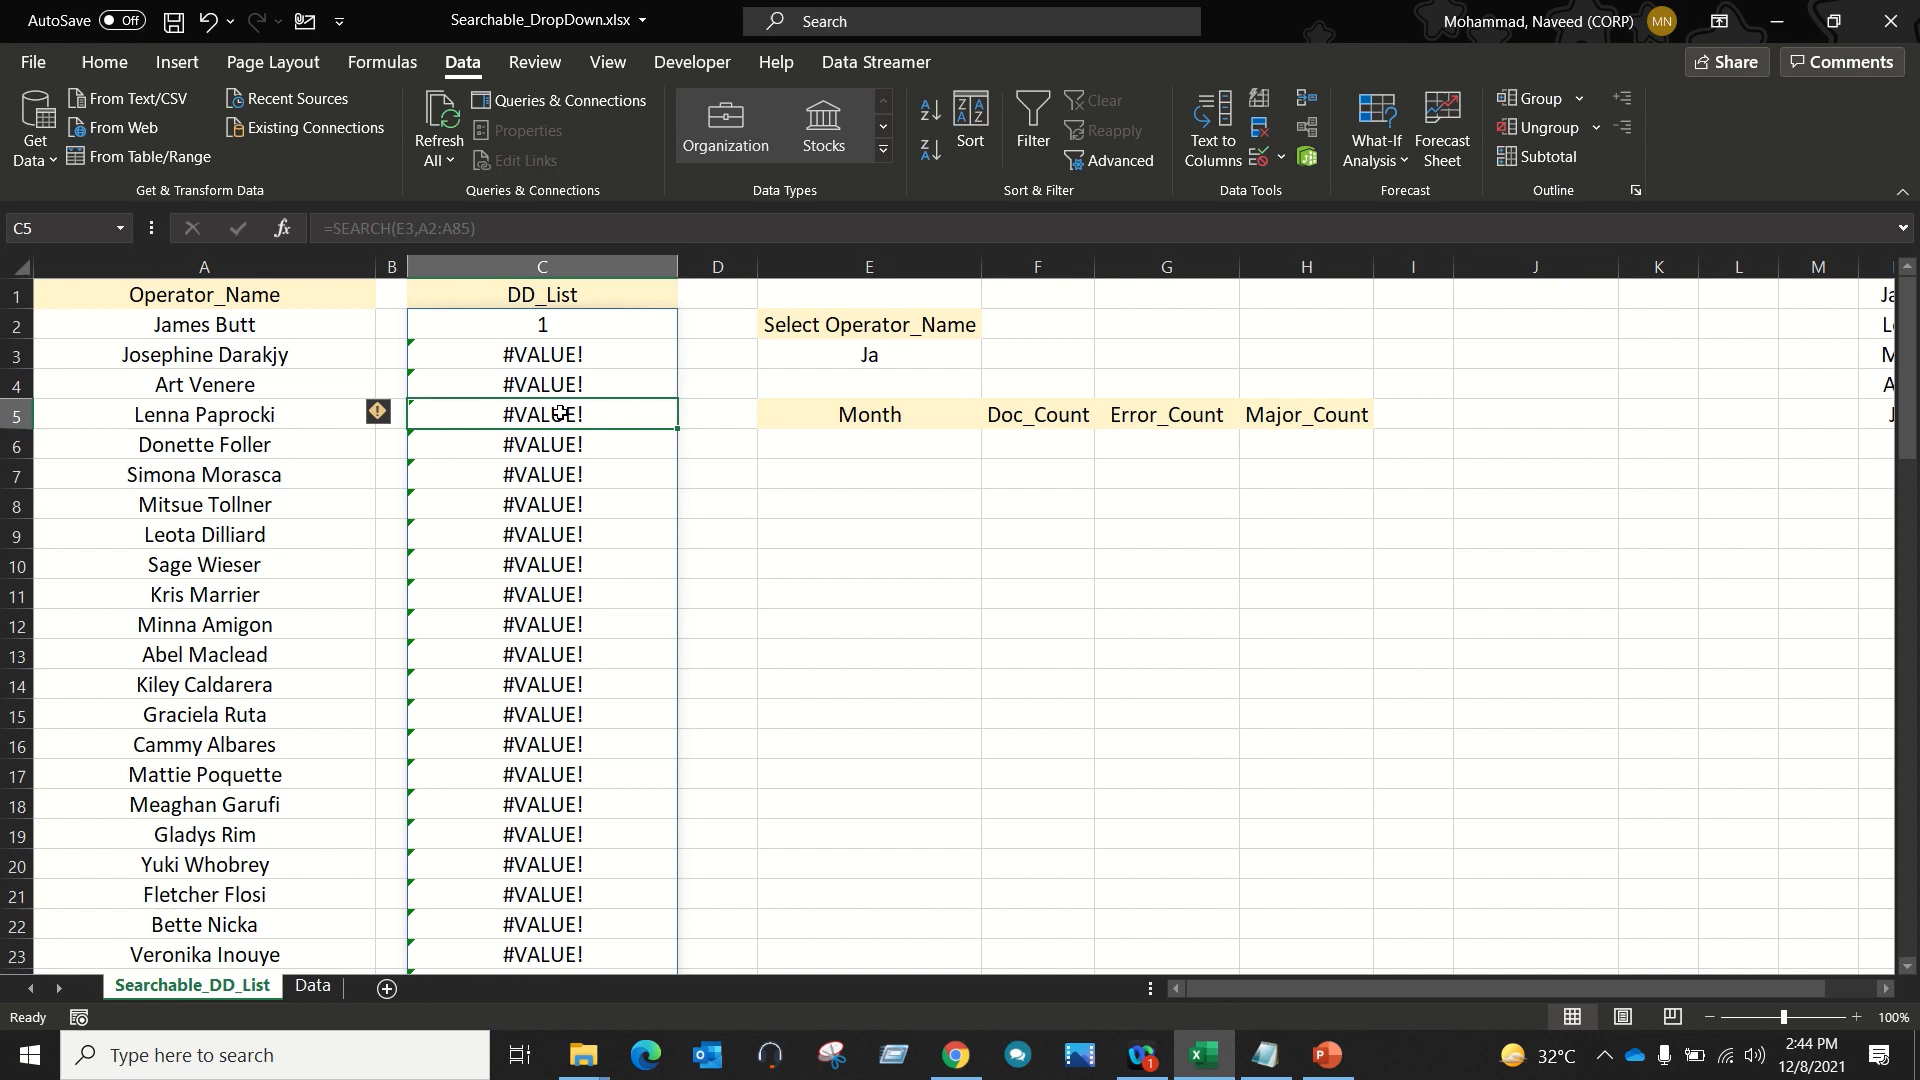 AutoSave Off Searchable_DropDown.xlsx Search Mohammad, Naveed (CORP) MN
File Home Insert Page Layout Formulas Data Review View Developer Help Data Streamer Share Comments
From Text/CSV Recent Sources Queries & Connections Clear Group
From Web Existing Connections Properties Reapply Ungroup
From Table/Range Edit Links Advanced Subtotal
Get Data Refresh All Organization Stocks Sort Filter Text to Columns What-If Analysis Forecast Sheet
Get & Transform Data Queries & Connections Data Types Sort & Filter Data Tools Forecast Outline
C5 fx =SEARCH(E3,A2:A85)
A B C D E F G H I J K L M
1 Operator_Name DD_List Ja
2 James Butt 1 Select Operator_Name
3 Josephine Darakjy #VALUE! Ja
4 Art Venere #VALUE! A
5 Lenna Paprocki #VALUE! Month Doc_Count Error_Count Major_Count
6 Donette Foller #VALUE!
7 Simona Morasca #VALUE!
8 Mitsue Tollner #VALUE!
9 Leota Dilliard #VALUE!
10 Sage Wieser #VALUE!
11 Kris Marrier #VALUE!
12 Minna Amigon #VALUE!
13 Abel Maclead #VALUE!
14 Kiley Caldarera #VALUE!
15 Graciela Ruta #VALUE!
16 Cammy Albares #VALUE!
17 Mattie Poquette #VALUE!
18 Meaghan Garufi #VALUE!
19 Gladys Rim #VALUE!
20 Yuki Whobrey #VALUE!
21 Fletcher Flosi #VALUE!
22 Bette Nicka #VALUE!
23 Veronika Inouye #VALUE!
Searchable_DD_List Data
Ready 100%
Type here to search 1 32°C 2:44 PM
12/8/2021